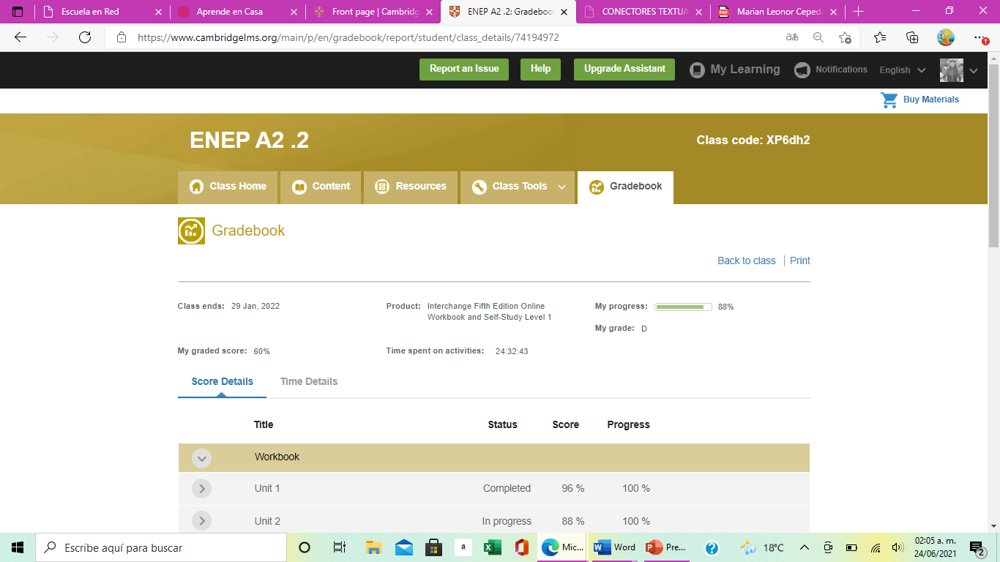 Escuela en Red
Aprende en Casa
Front page | Cambridg
ENEP A2 .2: Gradeboo
CONECTORES TEXTUA
PDF
Marian Leonor Cepeda
https://www.cambridgelms.org/main/p/en/gradebook/report/student/class_details/74194972
Report an Issue
Help
Upgrade Assistant
My Learning
Notifications
English
Buy Materials
ENEP A2 .2
Class code: XP6dh2
Class Home
Content
Resources
Class Tools
Gradebook
Gradebook
Back to class
Print
Class ends: 29 Jan, 2022
Product: Interchange Fifth Edition Online
Workbook and Self-Study Level 1
My progress: 88%
My grade: D
My graded score: 60%
Time spent on activities: 24:32:43
Score Details
Time Details
Title Status Score Progress
Workbook
Unit 1 Completed 96 % 100 %
Unit 2 In progress 88 % 100 %
Escribe aquí para buscar
a
Mic...
Word
Pre...
18°C
02:05 a. m.
24/06/2021
2